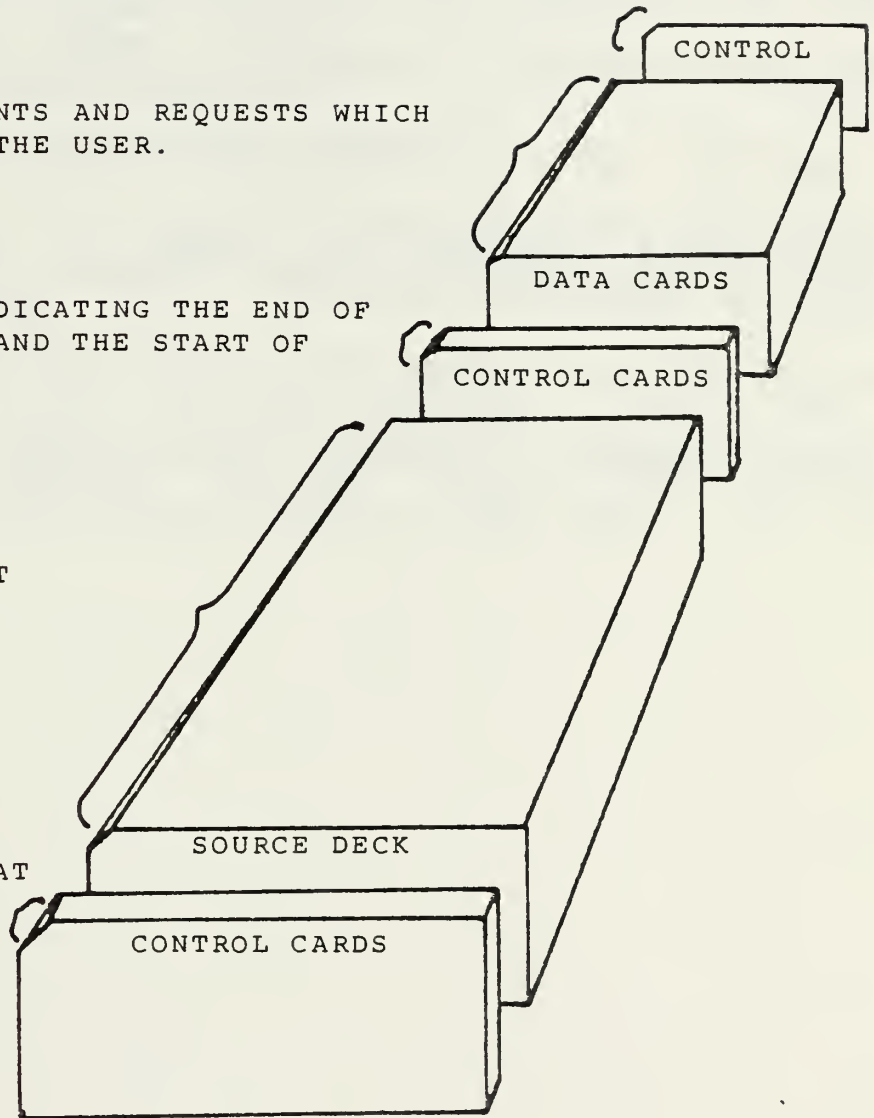 CONTROL
NTS AND REQUESTS WHICH
THE USER.
DATA CARDS
DICATING THE END OF
AND THE START OF
CONTROL CARDS
T
SOURCE DECK
AT
CONTROL CARDS